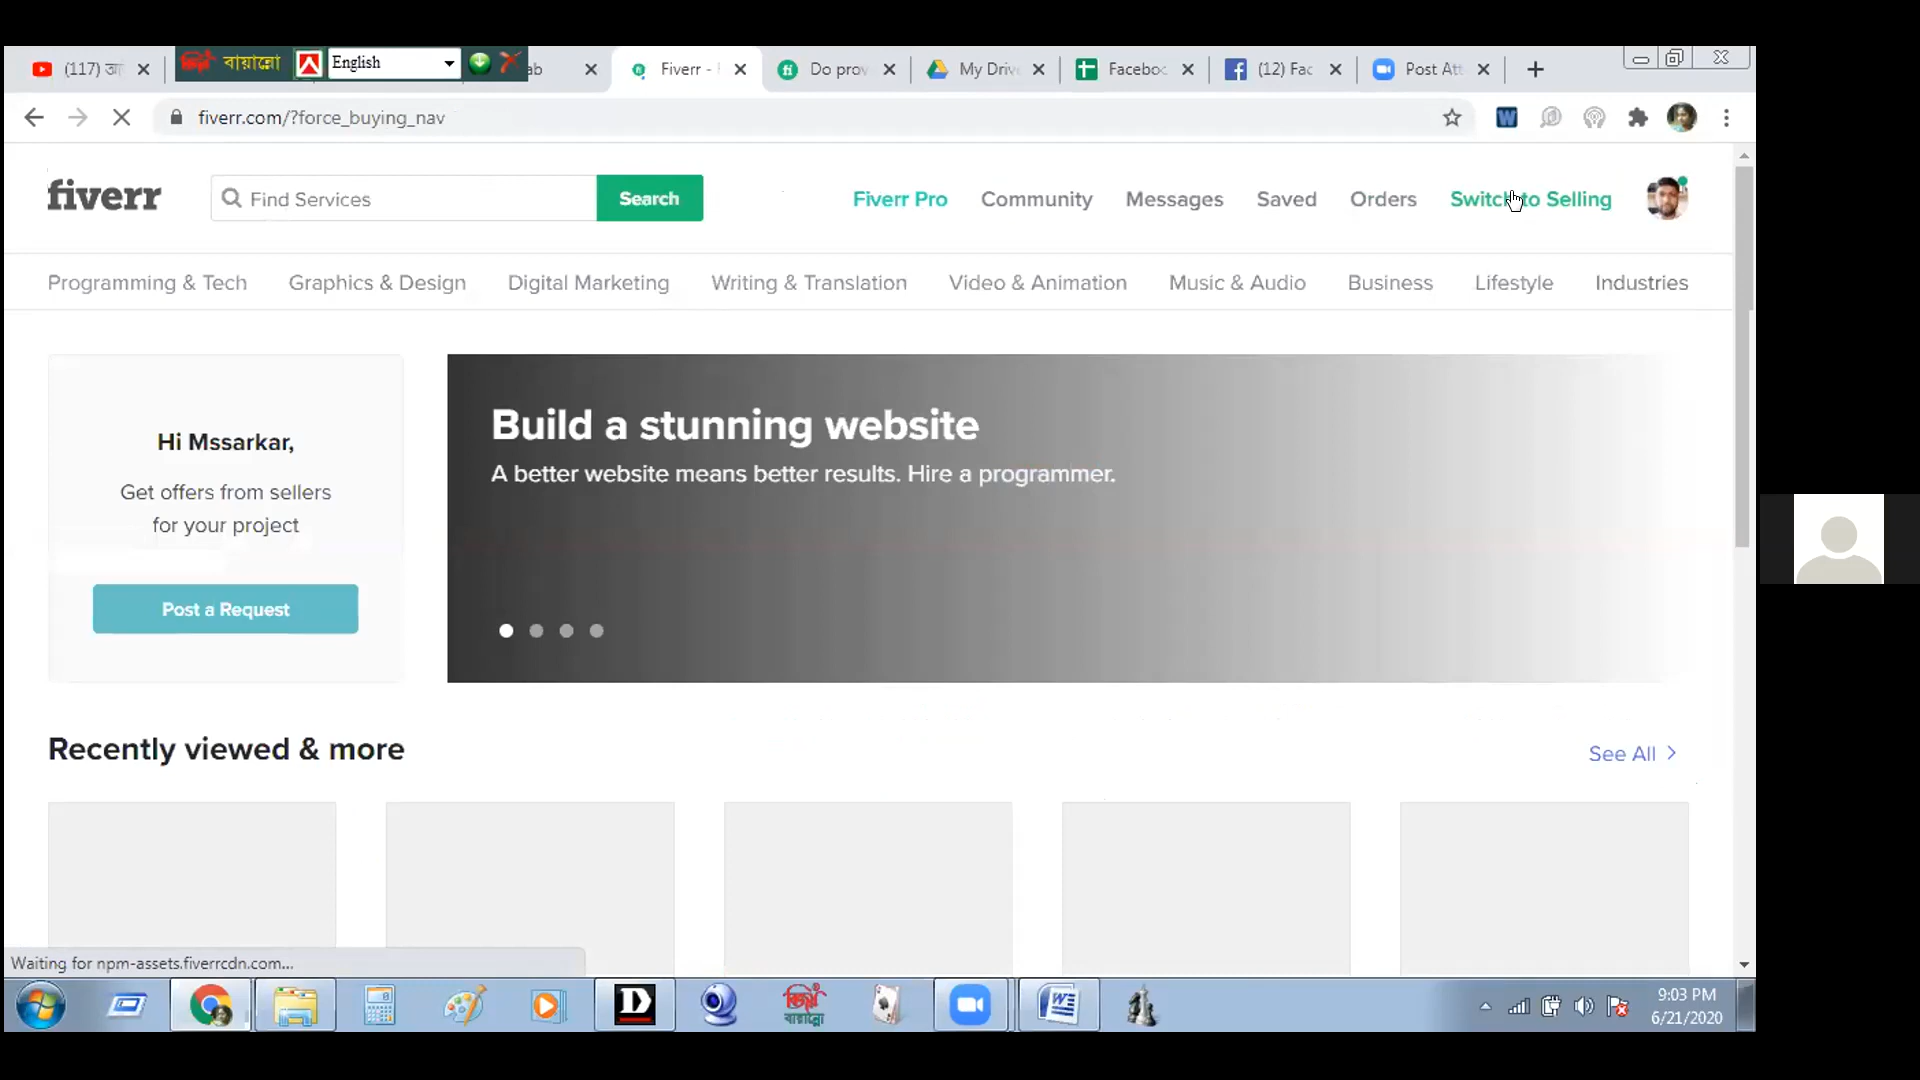 (117) আ
বায়ান্নো
English
ab
Fiverr -
Do prov
My Driv
Faceboc
(12) Fac
Post Att
fiverr.com/?force_buying_nav
fiverr
Find Services
Search
Fiverr Pro
Community
Messages
Saved
Orders
Switch to Selling
Programming & Tech
Graphics & Design
Digital Marketing
Writing & Translation
Video & Animation
Music & Audio
Business
Lifestyle
Industries
Hi Mssarkar,
Get offers from sellers
for your project
Post a Request
Build a stunning website
A better website means better results. Hire a programmer.
Recently viewed & more
See All
Waiting for npm-assets.fiverrcdn.com...
বায়ান্নো
9:03 PM
6/21/2020